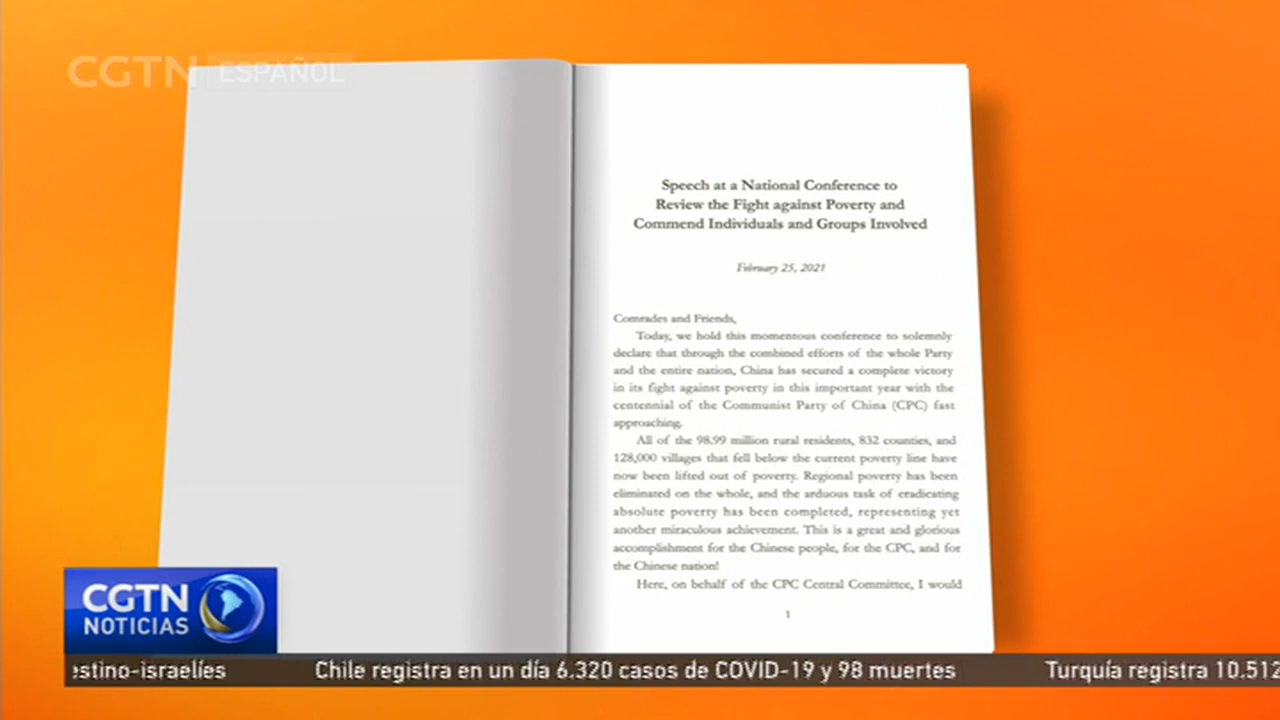 CGTN ESPAÑOL
Speech at a National Conference to
Review the Fight against Poverty and
Commend Individuals and Groups Involved
February 25, 2021
Comrades and Friends,
Today, we hold this momentous conference to solemnly
declare that through the combined efforts of the whole Party
and the entire nation, China has secured a complete victory
in its fight against poverty in this important year with the
centennial of the Communist Party of China (CPC) fast
approaching.
All of the 98.99 million rural residents, 832 counties, and
128,000 villages that fell below the current poverty line have
now been lifted out of poverty. Regional poverty has been
eliminated on the whole, and the arduous task of eradicating
absolute poverty has been completed, representing yet
another miraculous achievement. This is a great and glorious
accomplishment for the Chinese people, for the CPC, and for
the Chinese nation!
Here, on behalf of the CPC Central Committee, I would
1
CGTN
NOTICIAS
estino-israelíes Chile registra en un día 6.320 casos de COVID-19 y 98 muertes Turquía registra 10.512